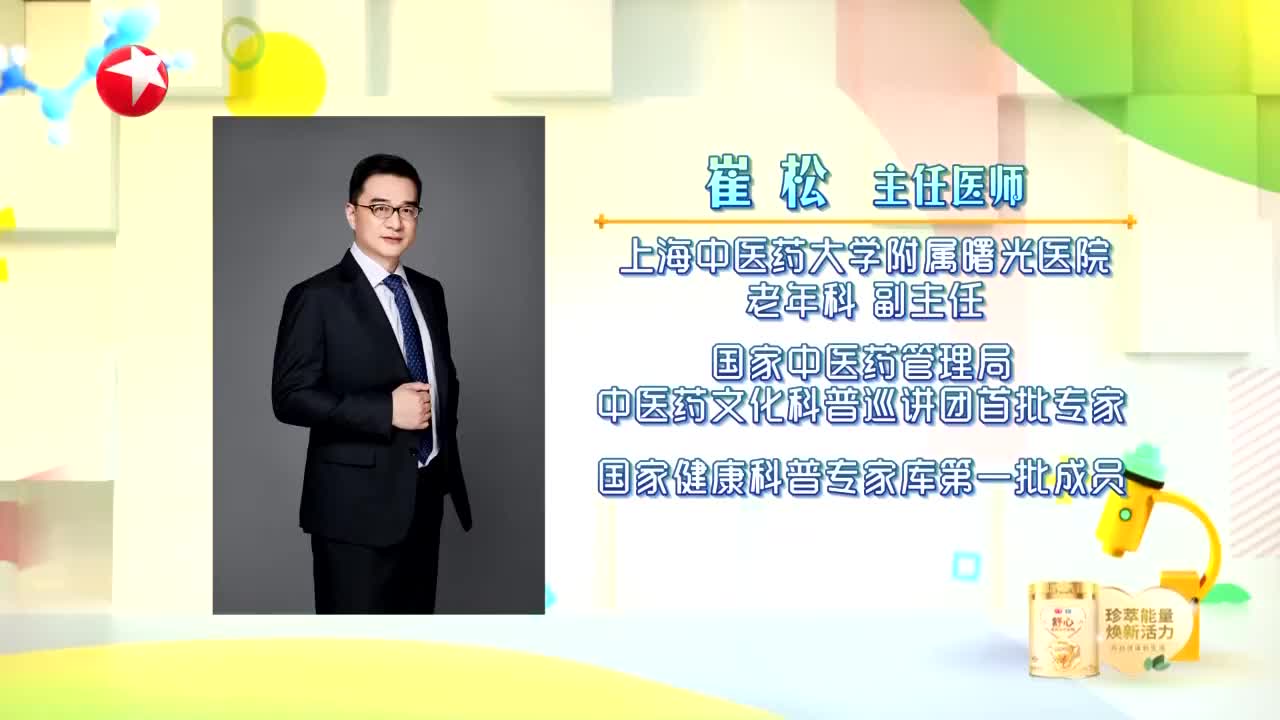 崔松 主任医师
上海中医药大学附属曙光医院
老年科 副主任
国家中医药管理局
中医药文化科普巡讲团首批专家
国家健康科普专家库第一批成员
舒心
珍萃能量
焕新活力